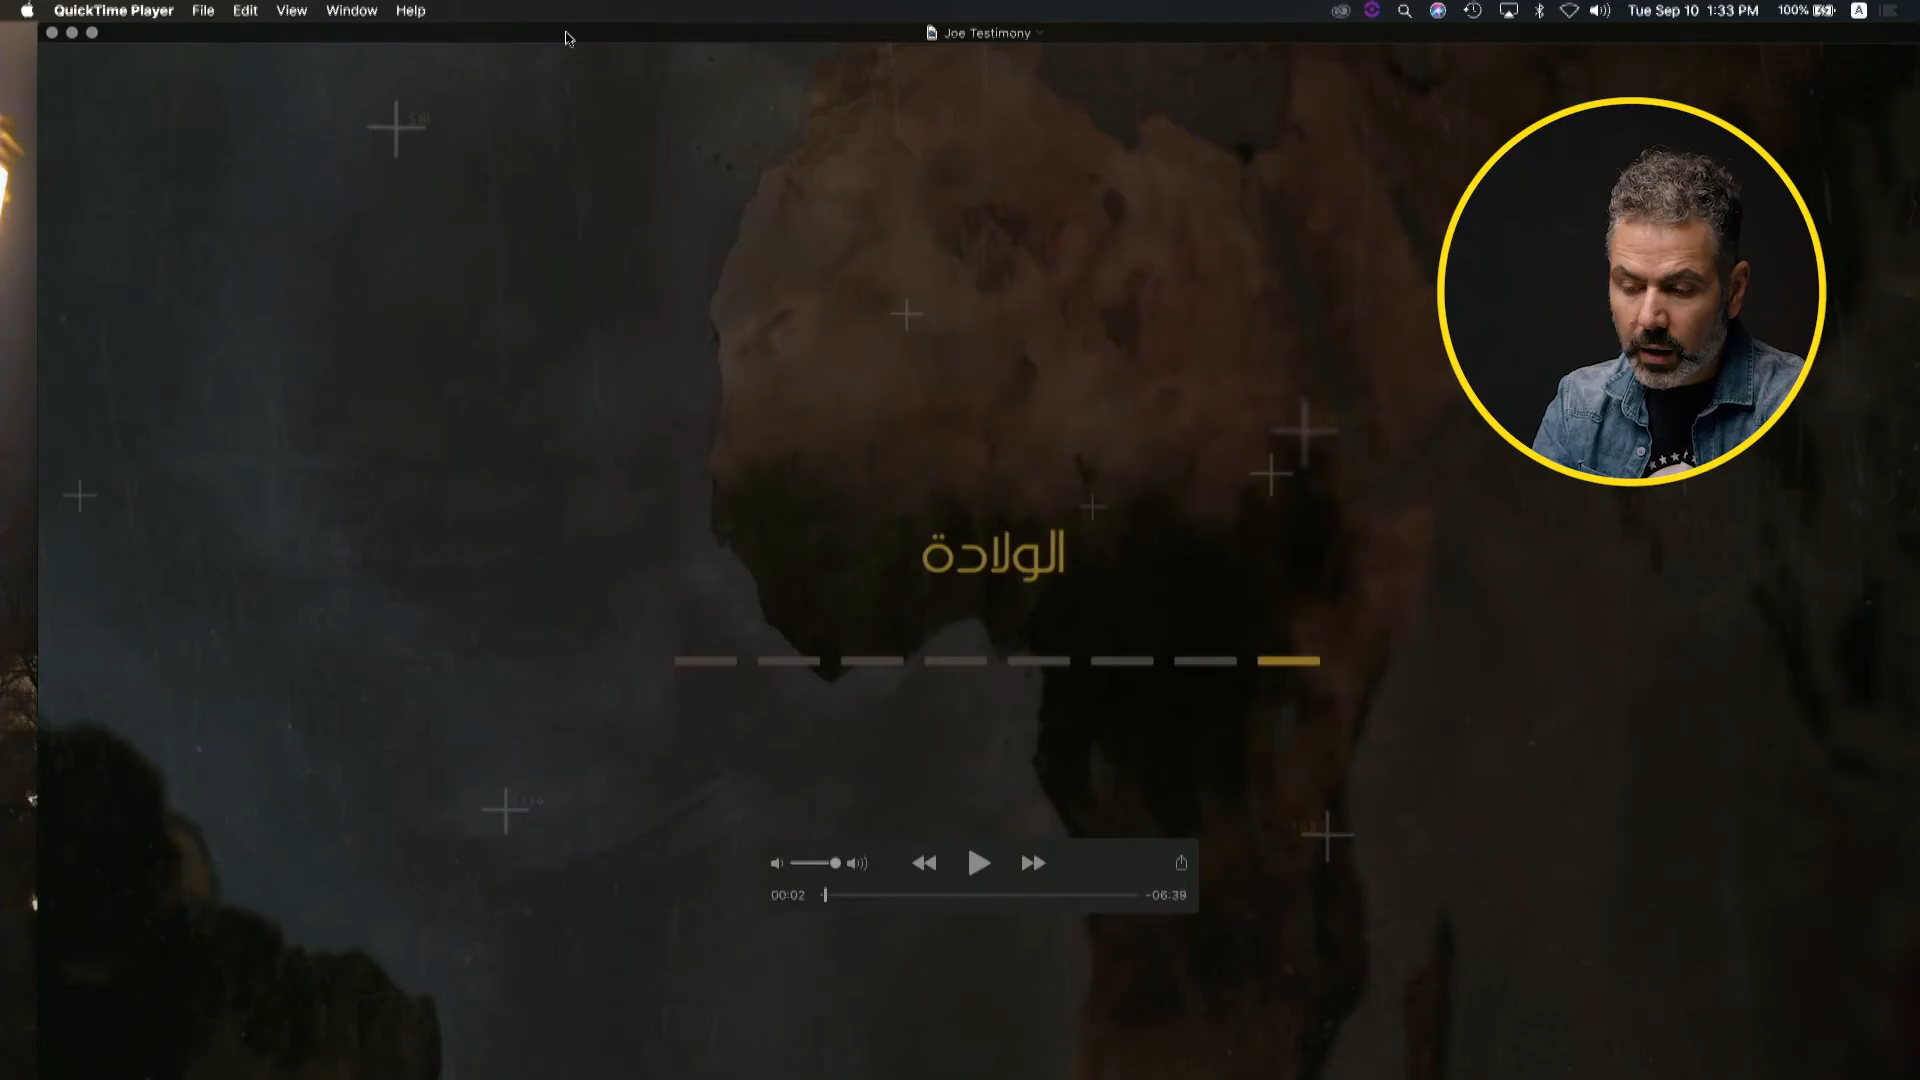 QuickTime Player File Edit View Window Help
Tue Sep 10 1:33 PM 100% A
Joe Testimony
الولادة
00:02 -06:39